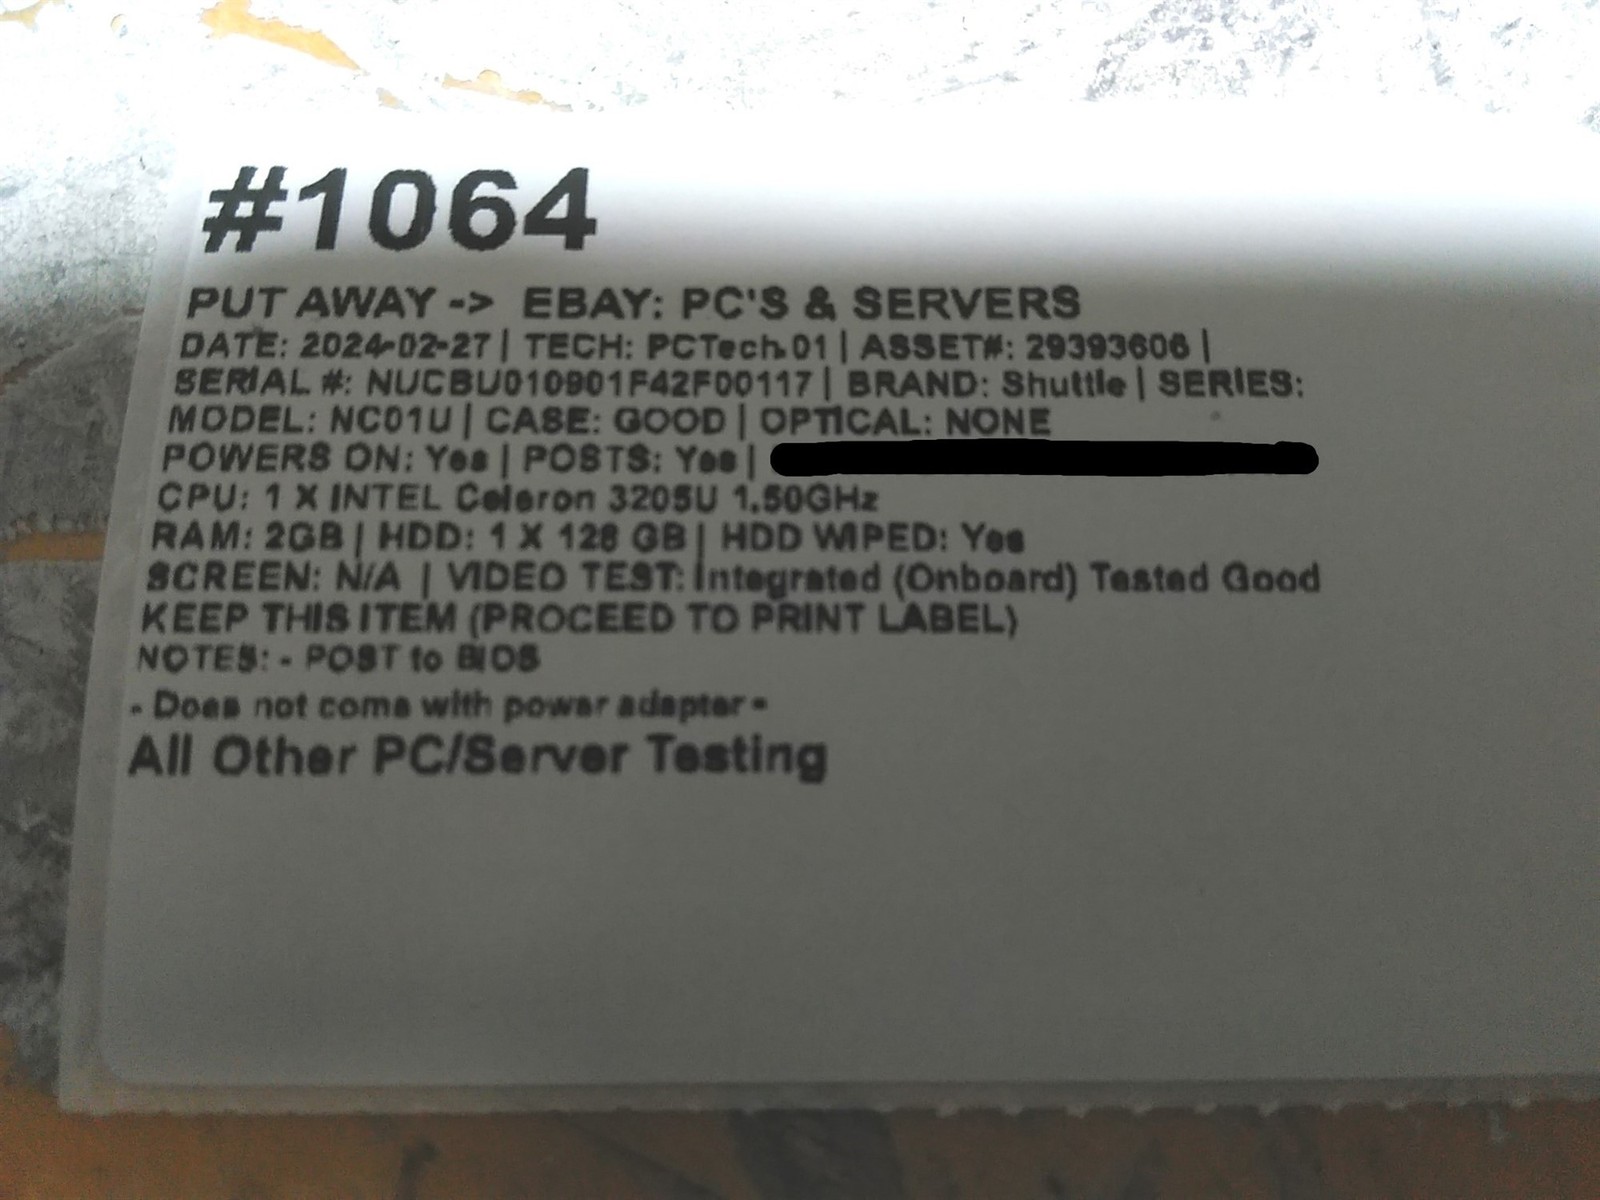 #1064
PUT AWAY -> EBAY: PC'S & SERVERS
DATE: 2024-02-27 | TECH: PCTech.01 | ASSET#: 29393606 |
SERIAL #: NUCBU010901F42F00117 | BRAND: Shuttle | SERIES:
MODEL: NC01U | CASE: GOOD | OPTICAL: NONE
POWERS ON: Yes | POSTS: Yes |
CPU: 1 X INTEL Celeron 3205U 1.50GHz
RAM: 2GB | HDD: 1 X 128 GB | HDD WIPED: Yes
SCREEN: N/A | VIDEO TEST: Integrated (Onboard) Tested Good
KEEP THIS ITEM (PROCEED TO PRINT LABEL)
NOTES: - POST to BIOS
- Does not come with power adapter -
All Other PC/Server Testing